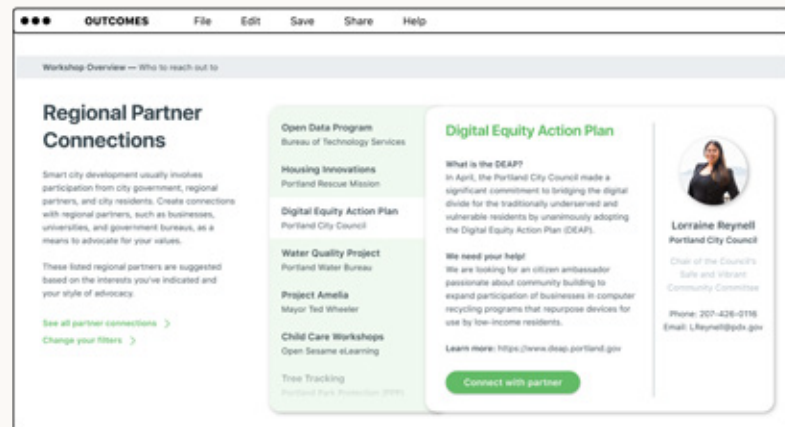 OUTCOMES File Edit Save Share Help
Workshop Overview — Who to reach out to
Regional Partner
Connections
Smart city development usually involves
participation from city government, regional
partners, and city residents. Create connections
with regional partners, such as businesses,
universities, and government bureaus, as a
means to advocate for your values.
These listed regional partners are suggested
based on the interests you've indicated and
your style of advocacy.
See all partner connections >
Change your filters >
Open Data Program
Bureau of Technology Services
Housing Innovations
Portland Rescue Mission
Digital Equity Action Plan
Portland City Council
Water Quality Project
Portland Water Bureau
Project Amelia
Mayor Ted Wheeler
Child Care Workshops
Open Sesame eLearning
Tree Tracking
Portland Park Protection (PPP)
Digital Equity Action Plan
What is the DEAP?
In April, the Portland City Council made a
significant commitment to bridging the digital
divide for the traditionally underserved and
vulnerable residents by unanimously adopting
the Digital Equity Action Plan (DEAP).
We need your help!
We are looking for an citizen ambassador
passionate about community building to
expand participation of businesses in computer
recycling programs that repurpose devices for
use by low-income residents.
Learn more: https://www.deap.portland.gov
Connect with partner
Lorraine Reynell
Portland City Council
Chair of the Council's
Safe and Vibrant
Community Committee
Phone: 207-426-0116
Email: LReynell@pdx.gov